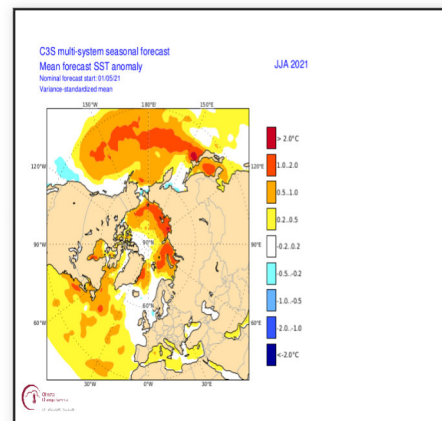 C3S multi-system seasonal forecast
Mean forecast SST anomaly
JJA 2021
Nominal forecast start: 01/05/21
Variance-standardized mean
150°W 180°E 150°E
120°W 120°E
90°W 90°E
90°N
60°N
60°W 60°E
30°W 0°W 30°E
> 2.0°C
1.0..2.0
0.5..1.0
0.2..0.5
-0.2..0.2
-0.5..-0.2
-1.0..-0.5
-2.0..-1.0
<-2.0°C